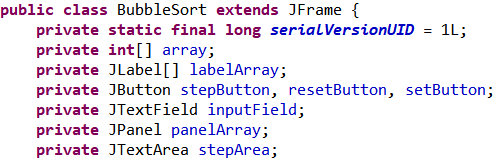 public class BubbleSort extends JFrame {
private static final long serialVersionUID = 1L;
private int[] array;
private JLabel[] labelArray;
private JButton stepButton, resetButton, setButton;
private JTextField inputField;
private JPanel panelArray;
private JTextArea stepArea;